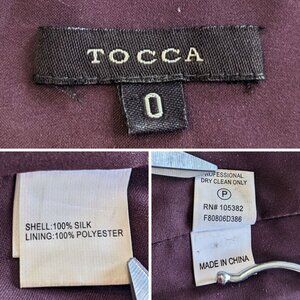 TOCCA
0
SHELL:100% SILK
LINING:100% POLYESTER
PROFESSIONAL
DRY CLEAN ONLY
P
RN# 105382
F80806D386
MADE IN CHINA